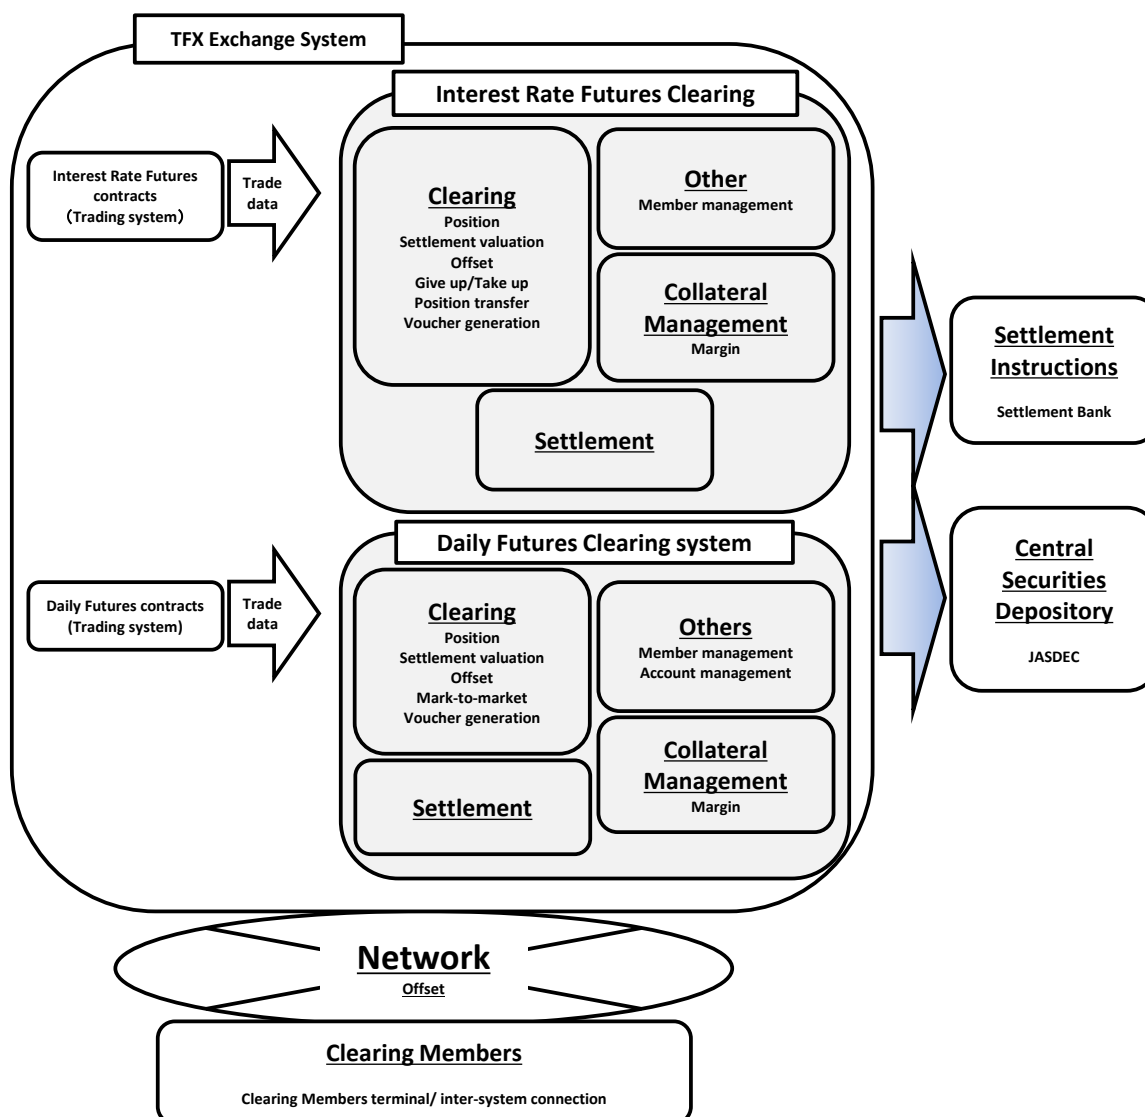 TFX Exchange System
Interest Rate Futures Clearing
Interest Rate Futures
contracts
（Trading system）
Trade
data
Clearing
Position
Settlement valuation
Offset
Give up/Take up
Position transfer
Voucher generation
Other
Member management
Collateral
Management
Margin
Settlement
Settlement
Instructions
Settlement Bank
Daily Futures Clearing system
Daily Futures contracts
(Trading system)
Trade
data
Clearing
Position
Settlement valuation
Offset
Mark-to-market
Voucher generation
Others
Member management
Account management
Settlement
Collateral
Management
Margin
Central
Securities
Depository
JASDEC
Network
Offset
Clearing Members
Clearing Members terminal/ inter-system connection